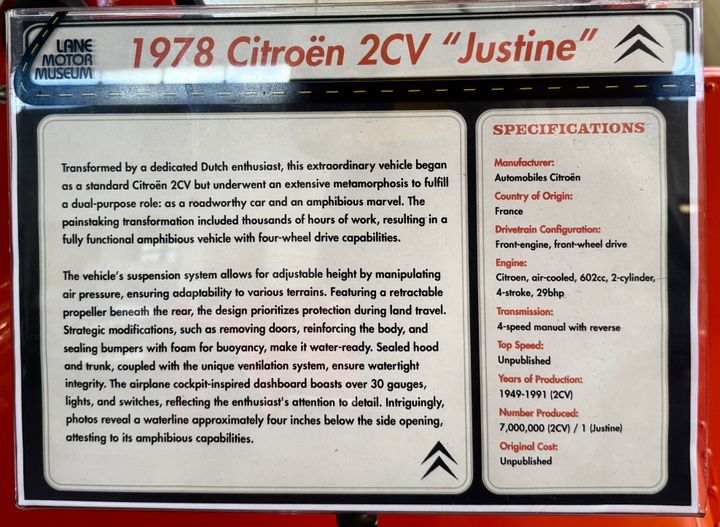 LANE
MOTOR
MUSEUM
1978 Citroën 2CV “Justine”
Transformed by a dedicated Dutch enthusiast, this extraordinary vehicle began
as a standard Citroën 2CV but underwent an extensive metamorphosis to fulfill
a dual-purpose role: as a roadworthy car and an amphibious marvel. The
painstaking transformation included thousands of hours of work, resulting in a
fully functional amphibious vehicle with four-wheel drive capabilities.
The vehicle’s suspension system allows for adjustable height by manipulating
air pressure, ensuring adaptability to various terrains. Featuring a retractable
propeller beneath the rear, the design prioritizes protection during land travel.
Strategic modifications, such as removing doors, reinforcing the body, and
sealing bumpers with foam for buoyancy, make it water-ready. Sealed hood
and trunk, coupled with the unique ventilation system, ensure watertight
integrity. The airplane cockpit-inspired dashboard boasts over 30 gauges,
lights, and switches, reflecting the enthusiast's attention to detail. Intriguingly,
photos reveal a waterline approximately four inches below the side opening,
attesting to its amphibious capabilities.
SPECIFICATIONS
Manufacturer:
Automobiles Citroën
Country of Origin:
France
Drivetrain Configuration:
Front-engine, front-wheel drive
Engine:
Citroen, air-cooled, 602cc, 2-cylinder,
4-stroke, 29bhp
Transmission:
4-speed manual with reverse
Top Speed:
Unpublished
Years of Production:
1949-1991 (2CV)
Number Produced:
7,000,000 (2CV) / 1 (Justine)
Original Cost:
Unpublished